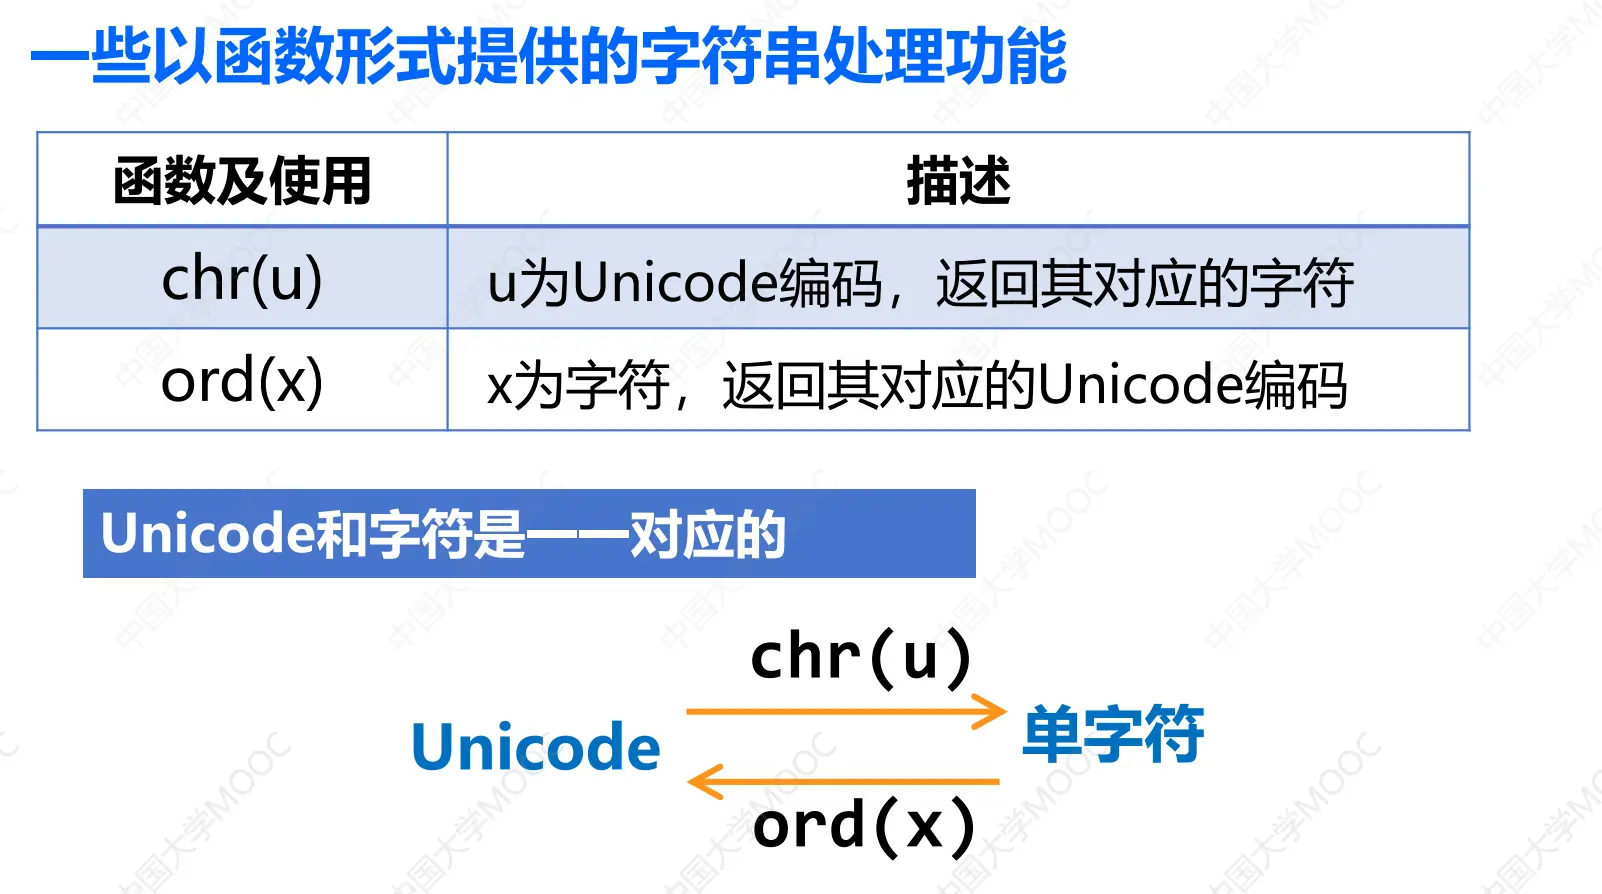 一些以函数形式提供的字符串处理功能
函数及使用 描述
chr(u) u为Unicode编码，返回其对应的字符
ord(x) x为字符，返回其对应的Unicode编码
Unicode和字符是一一对应的
chr(u)
Unicode 单字符
ord(x)
中国大学MOOC